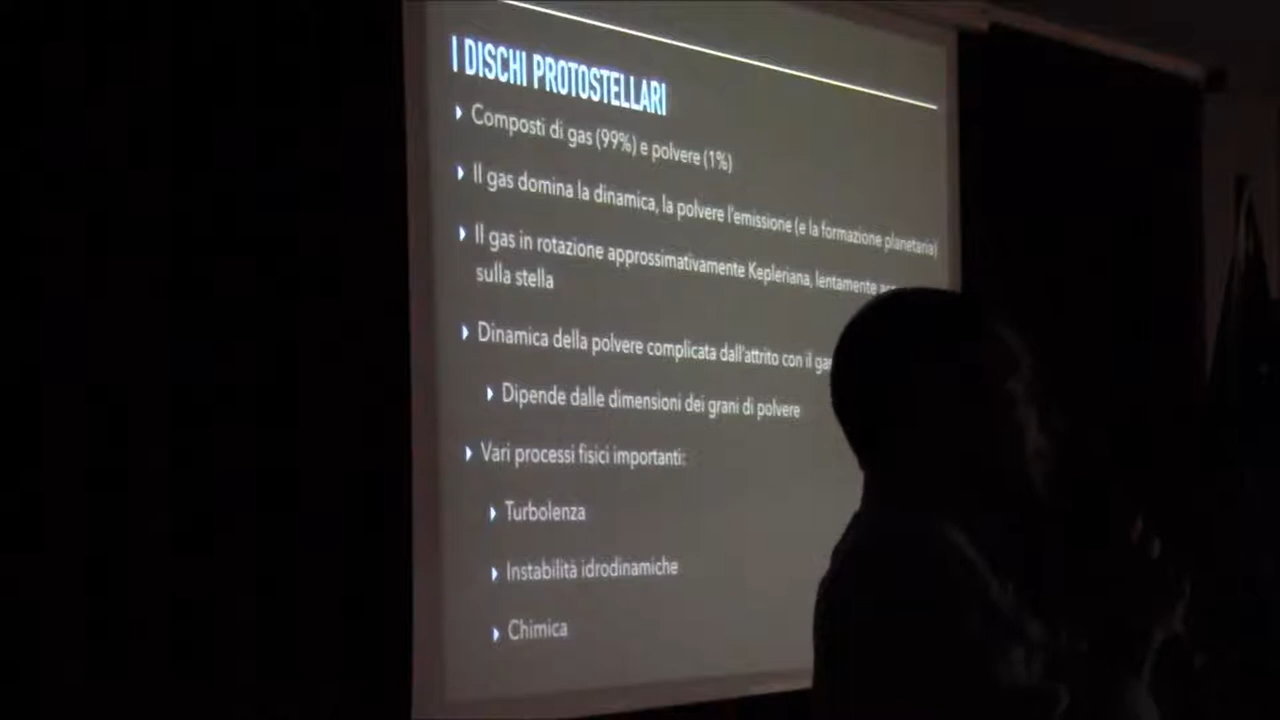 I DISCHI PROTOSTELLARI
Composti di gas (99%) e polvere (1%)
Il gas domina la dinamica, la polvere l'emissione (e la formazione planetaria)
Il gas in rotazione approssimativamente Kepleriana, lentamente
sulla stella
Dinamica della polvere complicata dall'attrito con il gas
Dipende dalle dimensioni dei grani di polvere
Vari processi fisici importanti:
Turbolenza
Instabilità idrodinamiche
Chimica